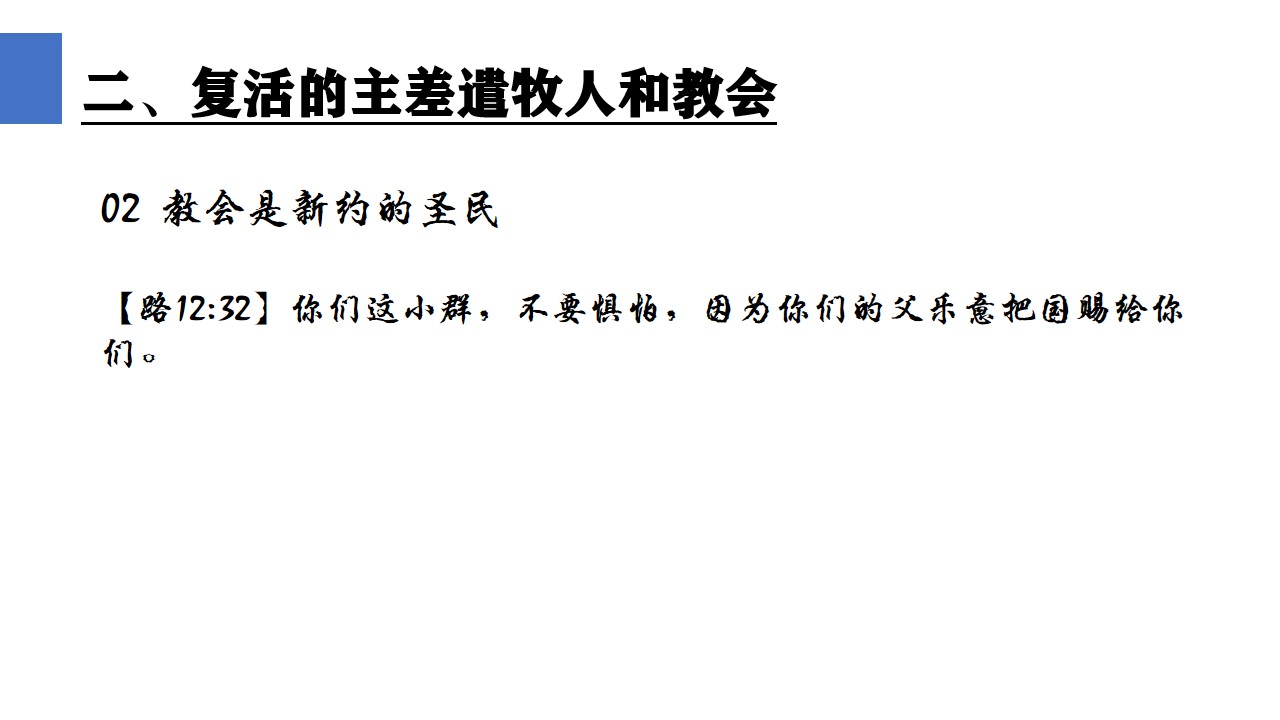 二、复活的主差遣牧人和教会
02 教会是新约的圣民
【路12:32】你们这小群，不要惧怕，因为你们的父乐意把国赐给你
们。